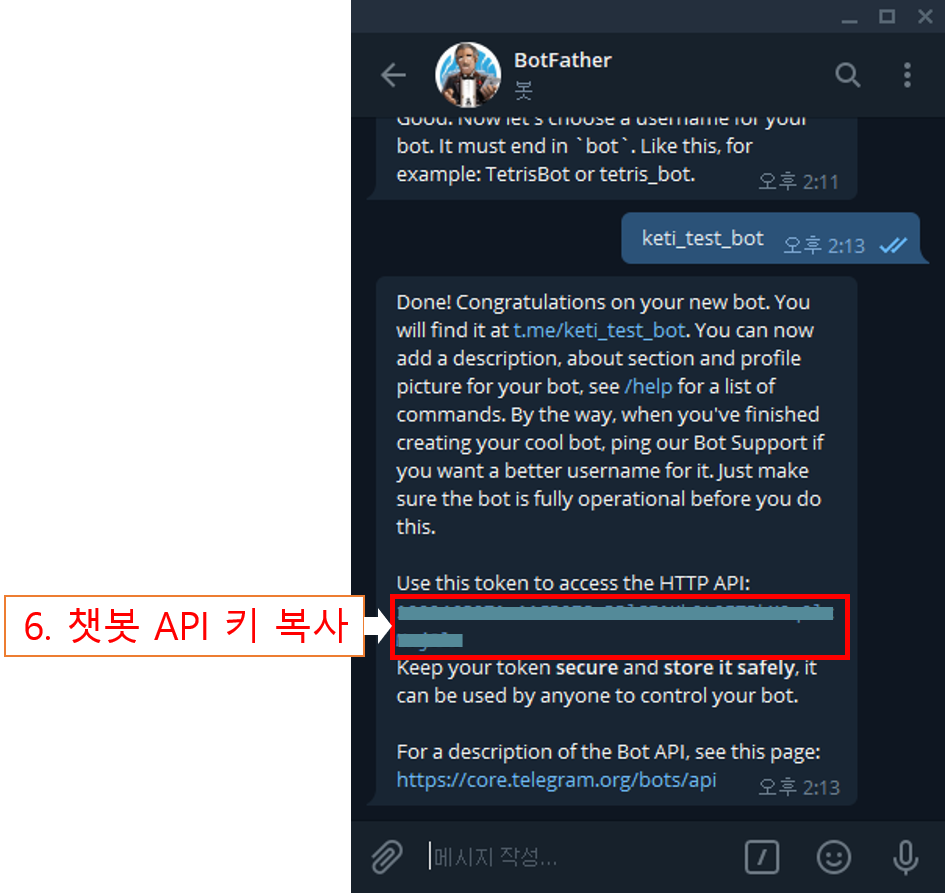 BotFather
봇
Good. Now let's choose a username for your
bot. It must end in `bot`. Like this, for
example: TetrisBot or tetris_bot.
오후 2:11
keti_test_bot
오후 2:13
Done! Congratulations on your new bot. You
will find it at t.me/keti_test_bot. You can now
add a description, about section and profile
picture for your bot, see /help for a list of
commands. By the way, when you've finished
creating your cool bot, ping our Bot Support if
you want a better username for it. Just make
sure the bot is fully operational before you do
this.
Use this token to access the HTTP API:
6. 챗봇 API 키 복사
Keep your token secure and store it safely, it
can be used by anyone to control your bot.
For a description of the Bot API, see this page:
https://core.telegram.org/bots/api
오후 2:13
메시지 작성...